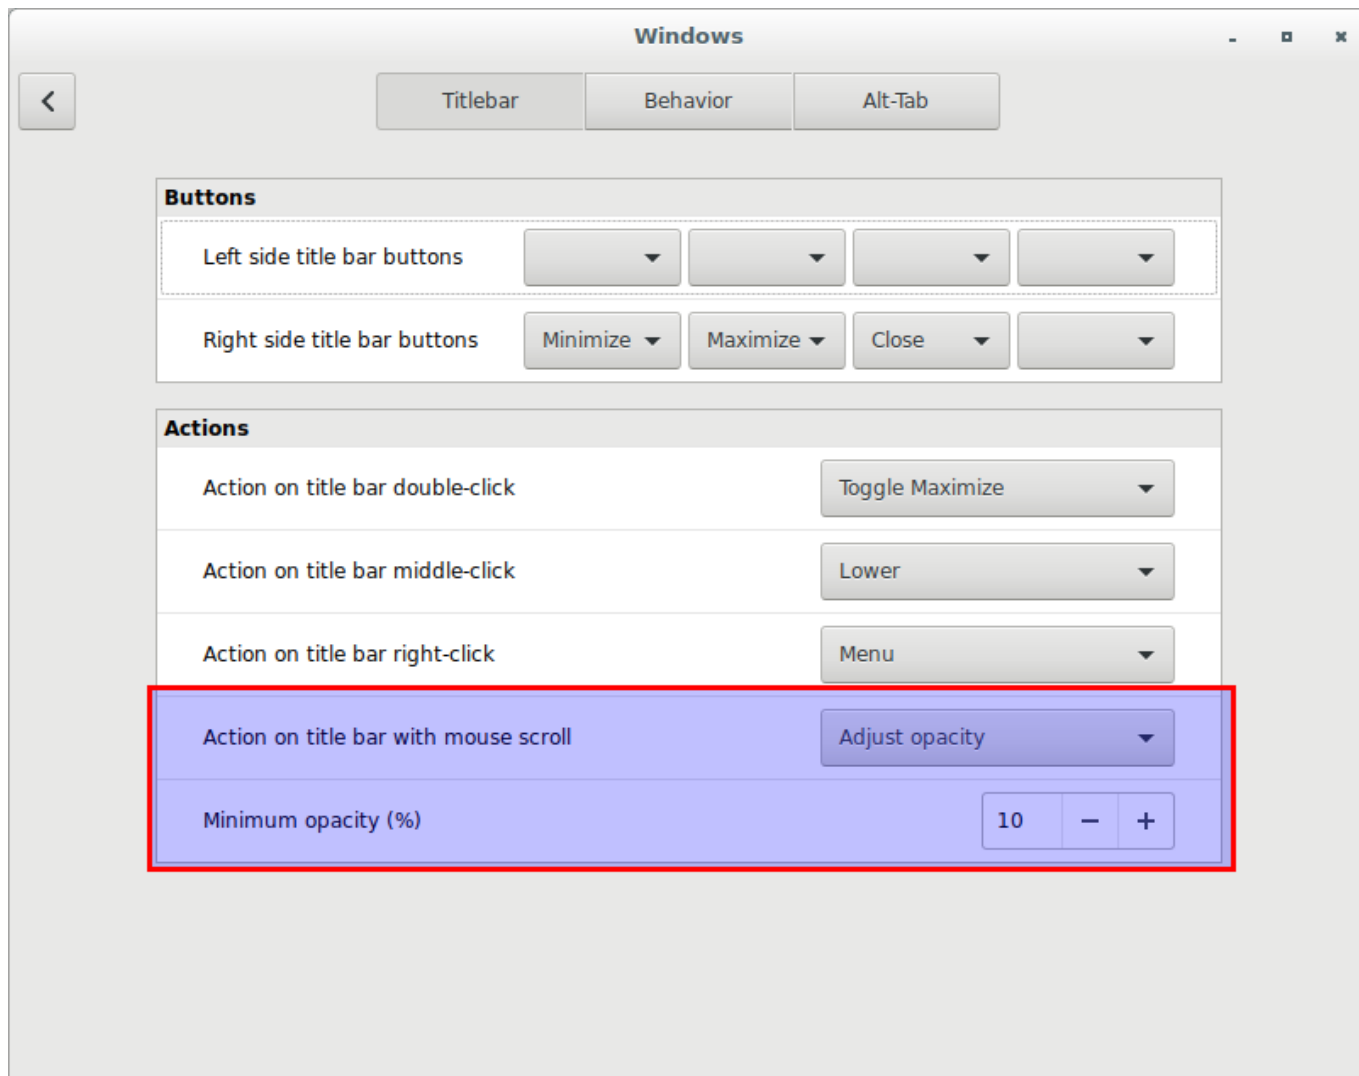 Windows
Titlebar Behavior Alt-Tab
Buttons
Left side title bar buttons
Right side title bar buttons Minimize Maximize Close
Actions
Action on title bar double-click Toggle Maximize
Action on title bar middle-click Lower
Action on title bar right-click Menu
Action on title bar with mouse scroll Adjust opacity
Minimum opacity (%) 10 − +